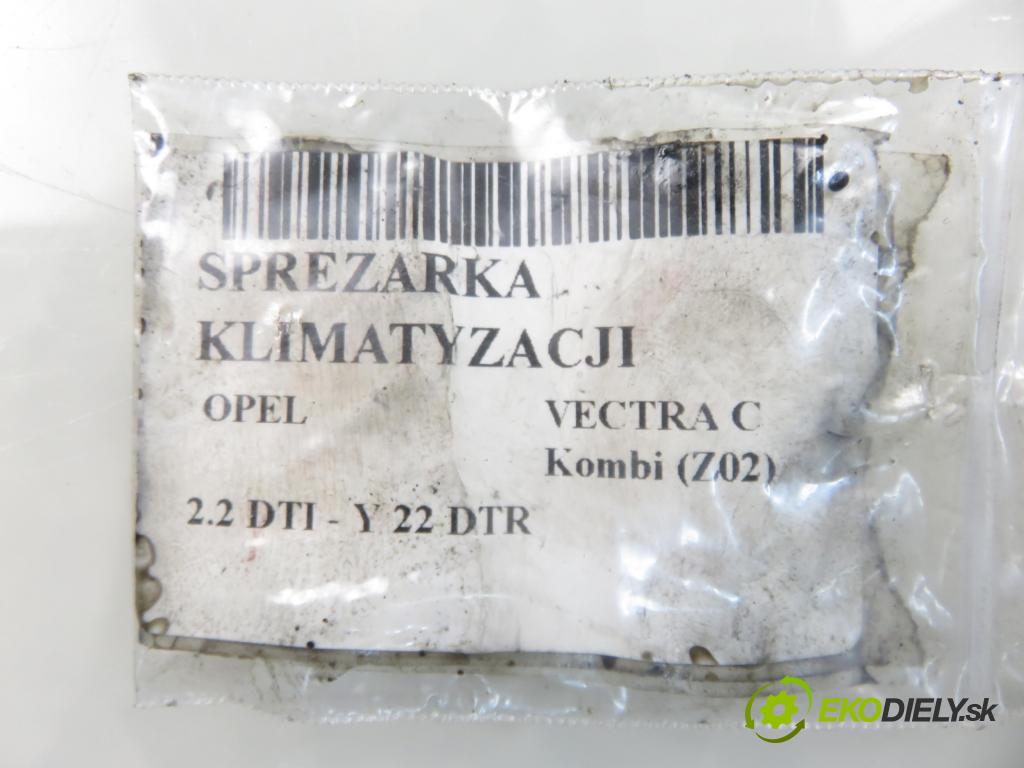 SPREZARKA
KLIMATYZACJI
OPEL VECTRA C
Kombi (Z02)
2.2 DTI - Y 22 DTR
EKODIELY.sk